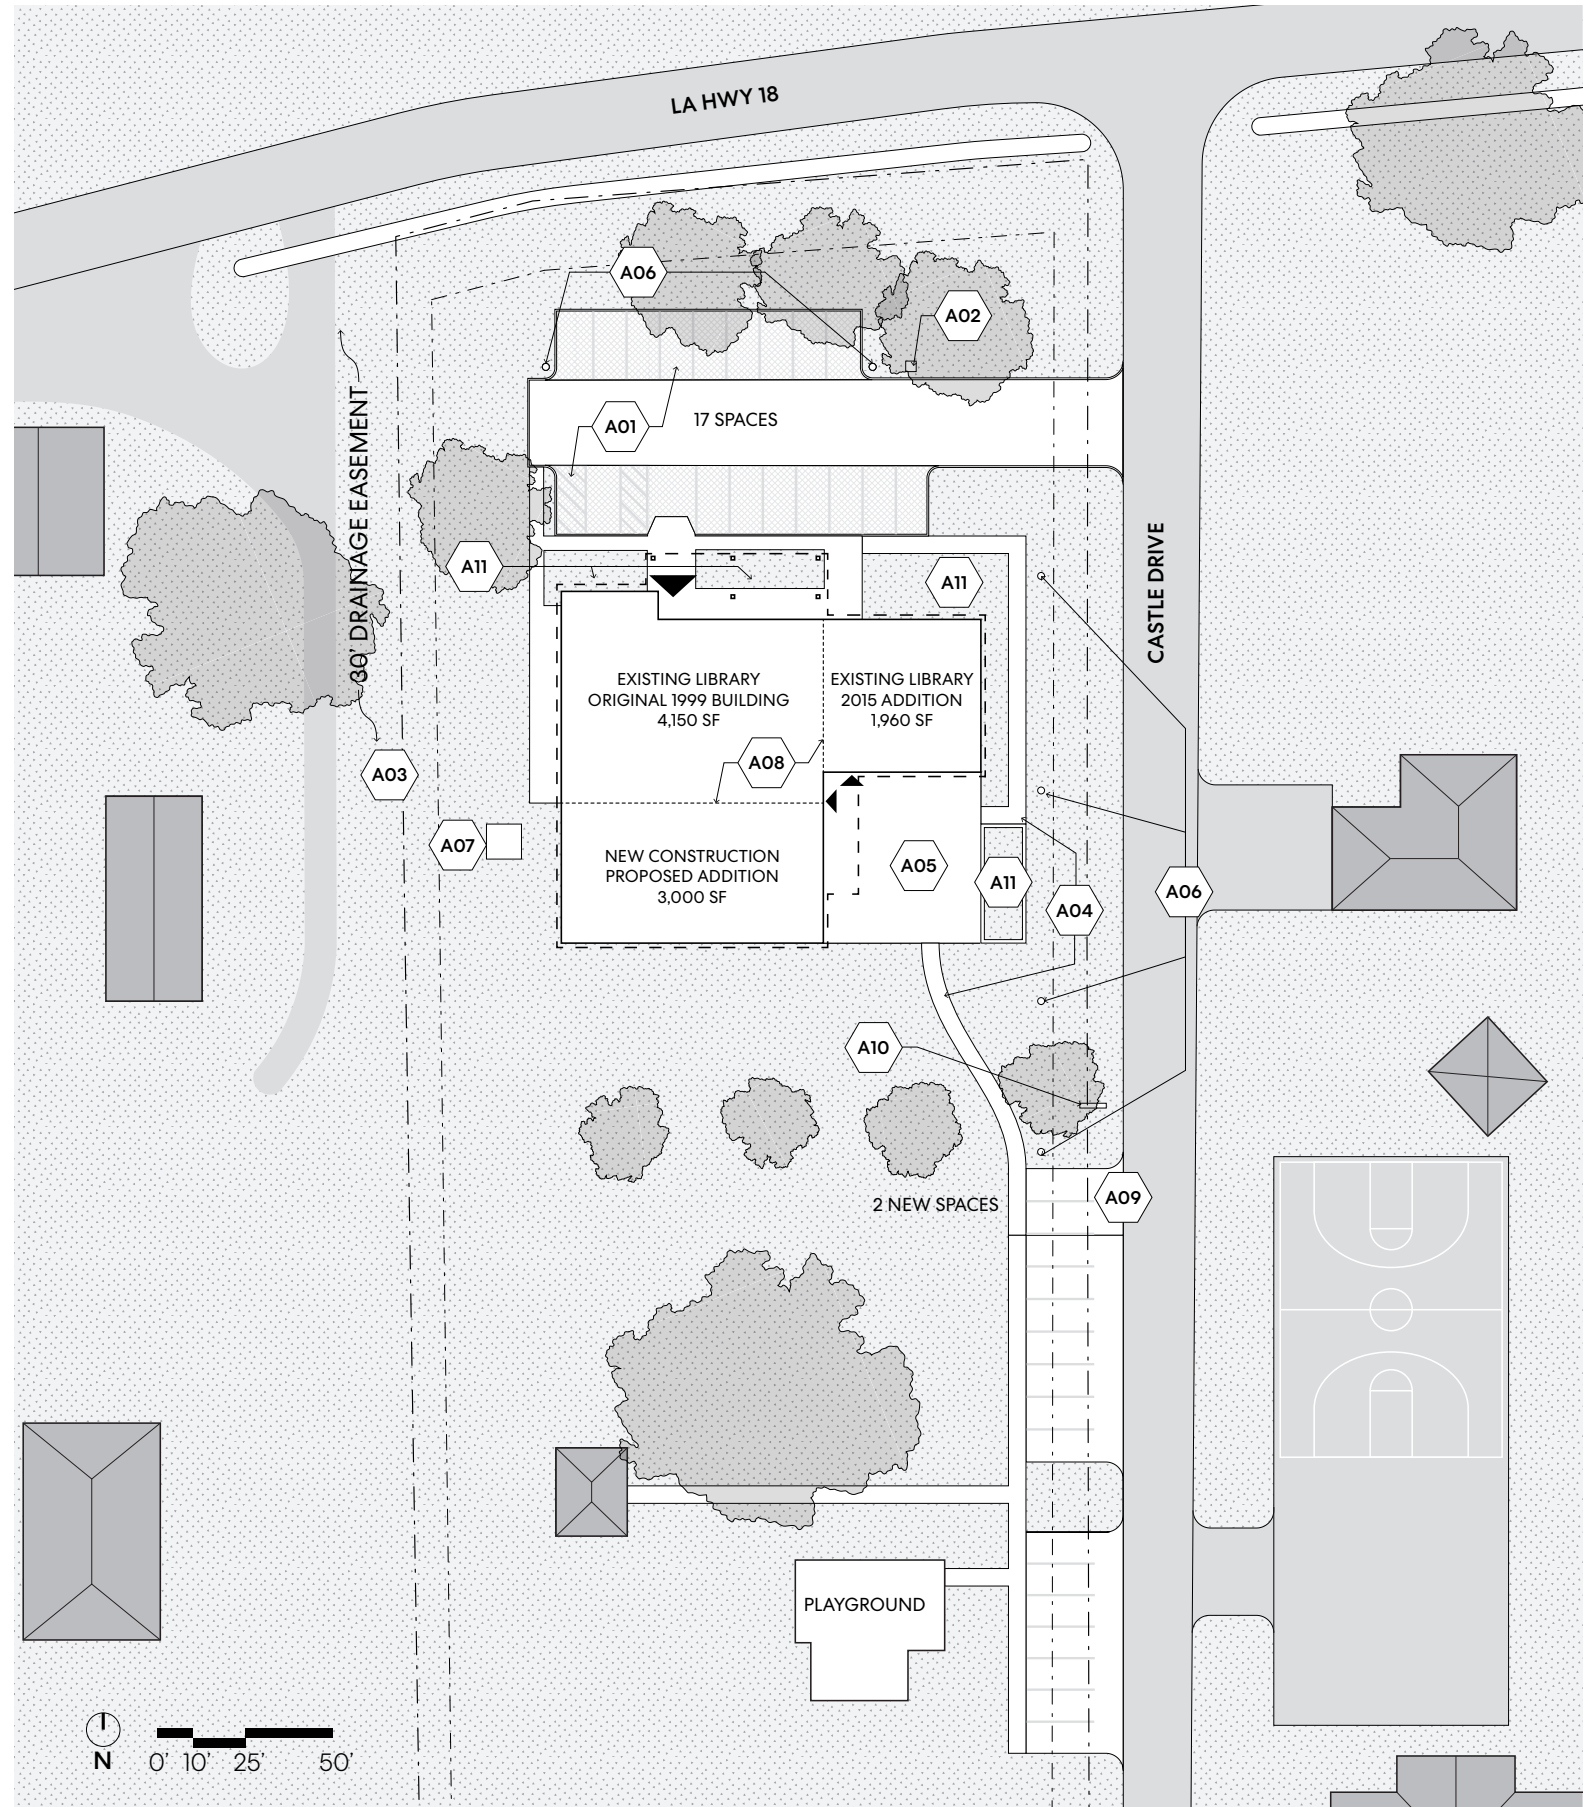 LA HWY 18
A06
A02
A01
17 SPACES
30' DRAINAGE EASEMENT
CASTLE DRIVE
A11
A11
EXISTING LIBRARY
ORIGINAL 1999 BUILDING
4,150 SF
EXISTING LIBRARY
2015 ADDITION
1,960 SF
A08
A03
A07
NEW CONSTRUCTION
PROPOSED ADDITION
3,000 SF
A05
A11
A04
A06
A10
2 NEW SPACES
A09
PLAYGROUND
N
0' 10' 25' 50'